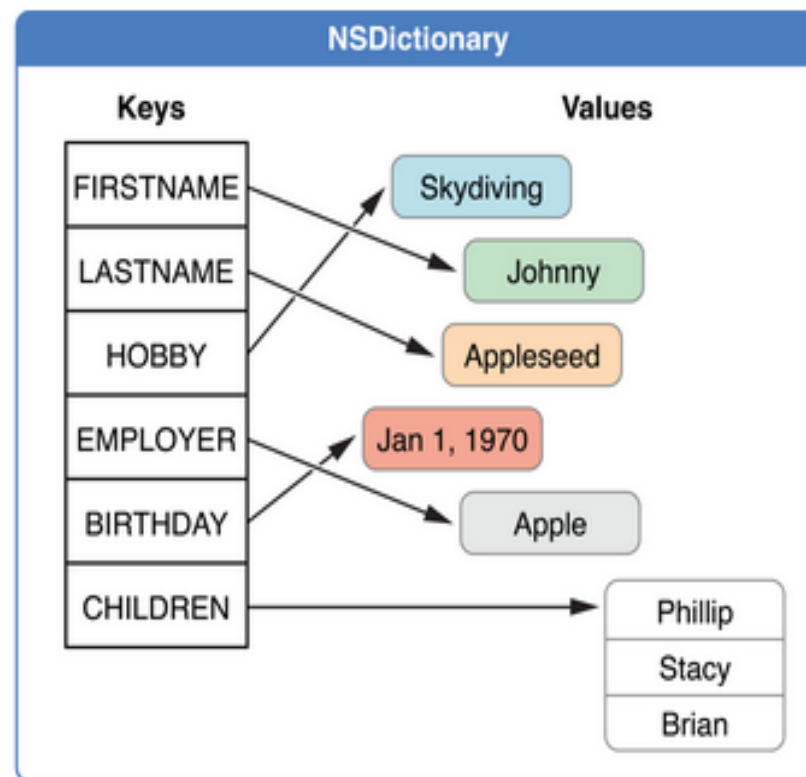 NSDictionary
Keys
Values
FIRSTNAME
LASTNAME
HOBBY
EMPLOYER
BIRTHDAY
CHILDREN
Skydiving
Johnny
Appleseed
Jan 1, 1970
Apple
Phillip
Stacy
Brian